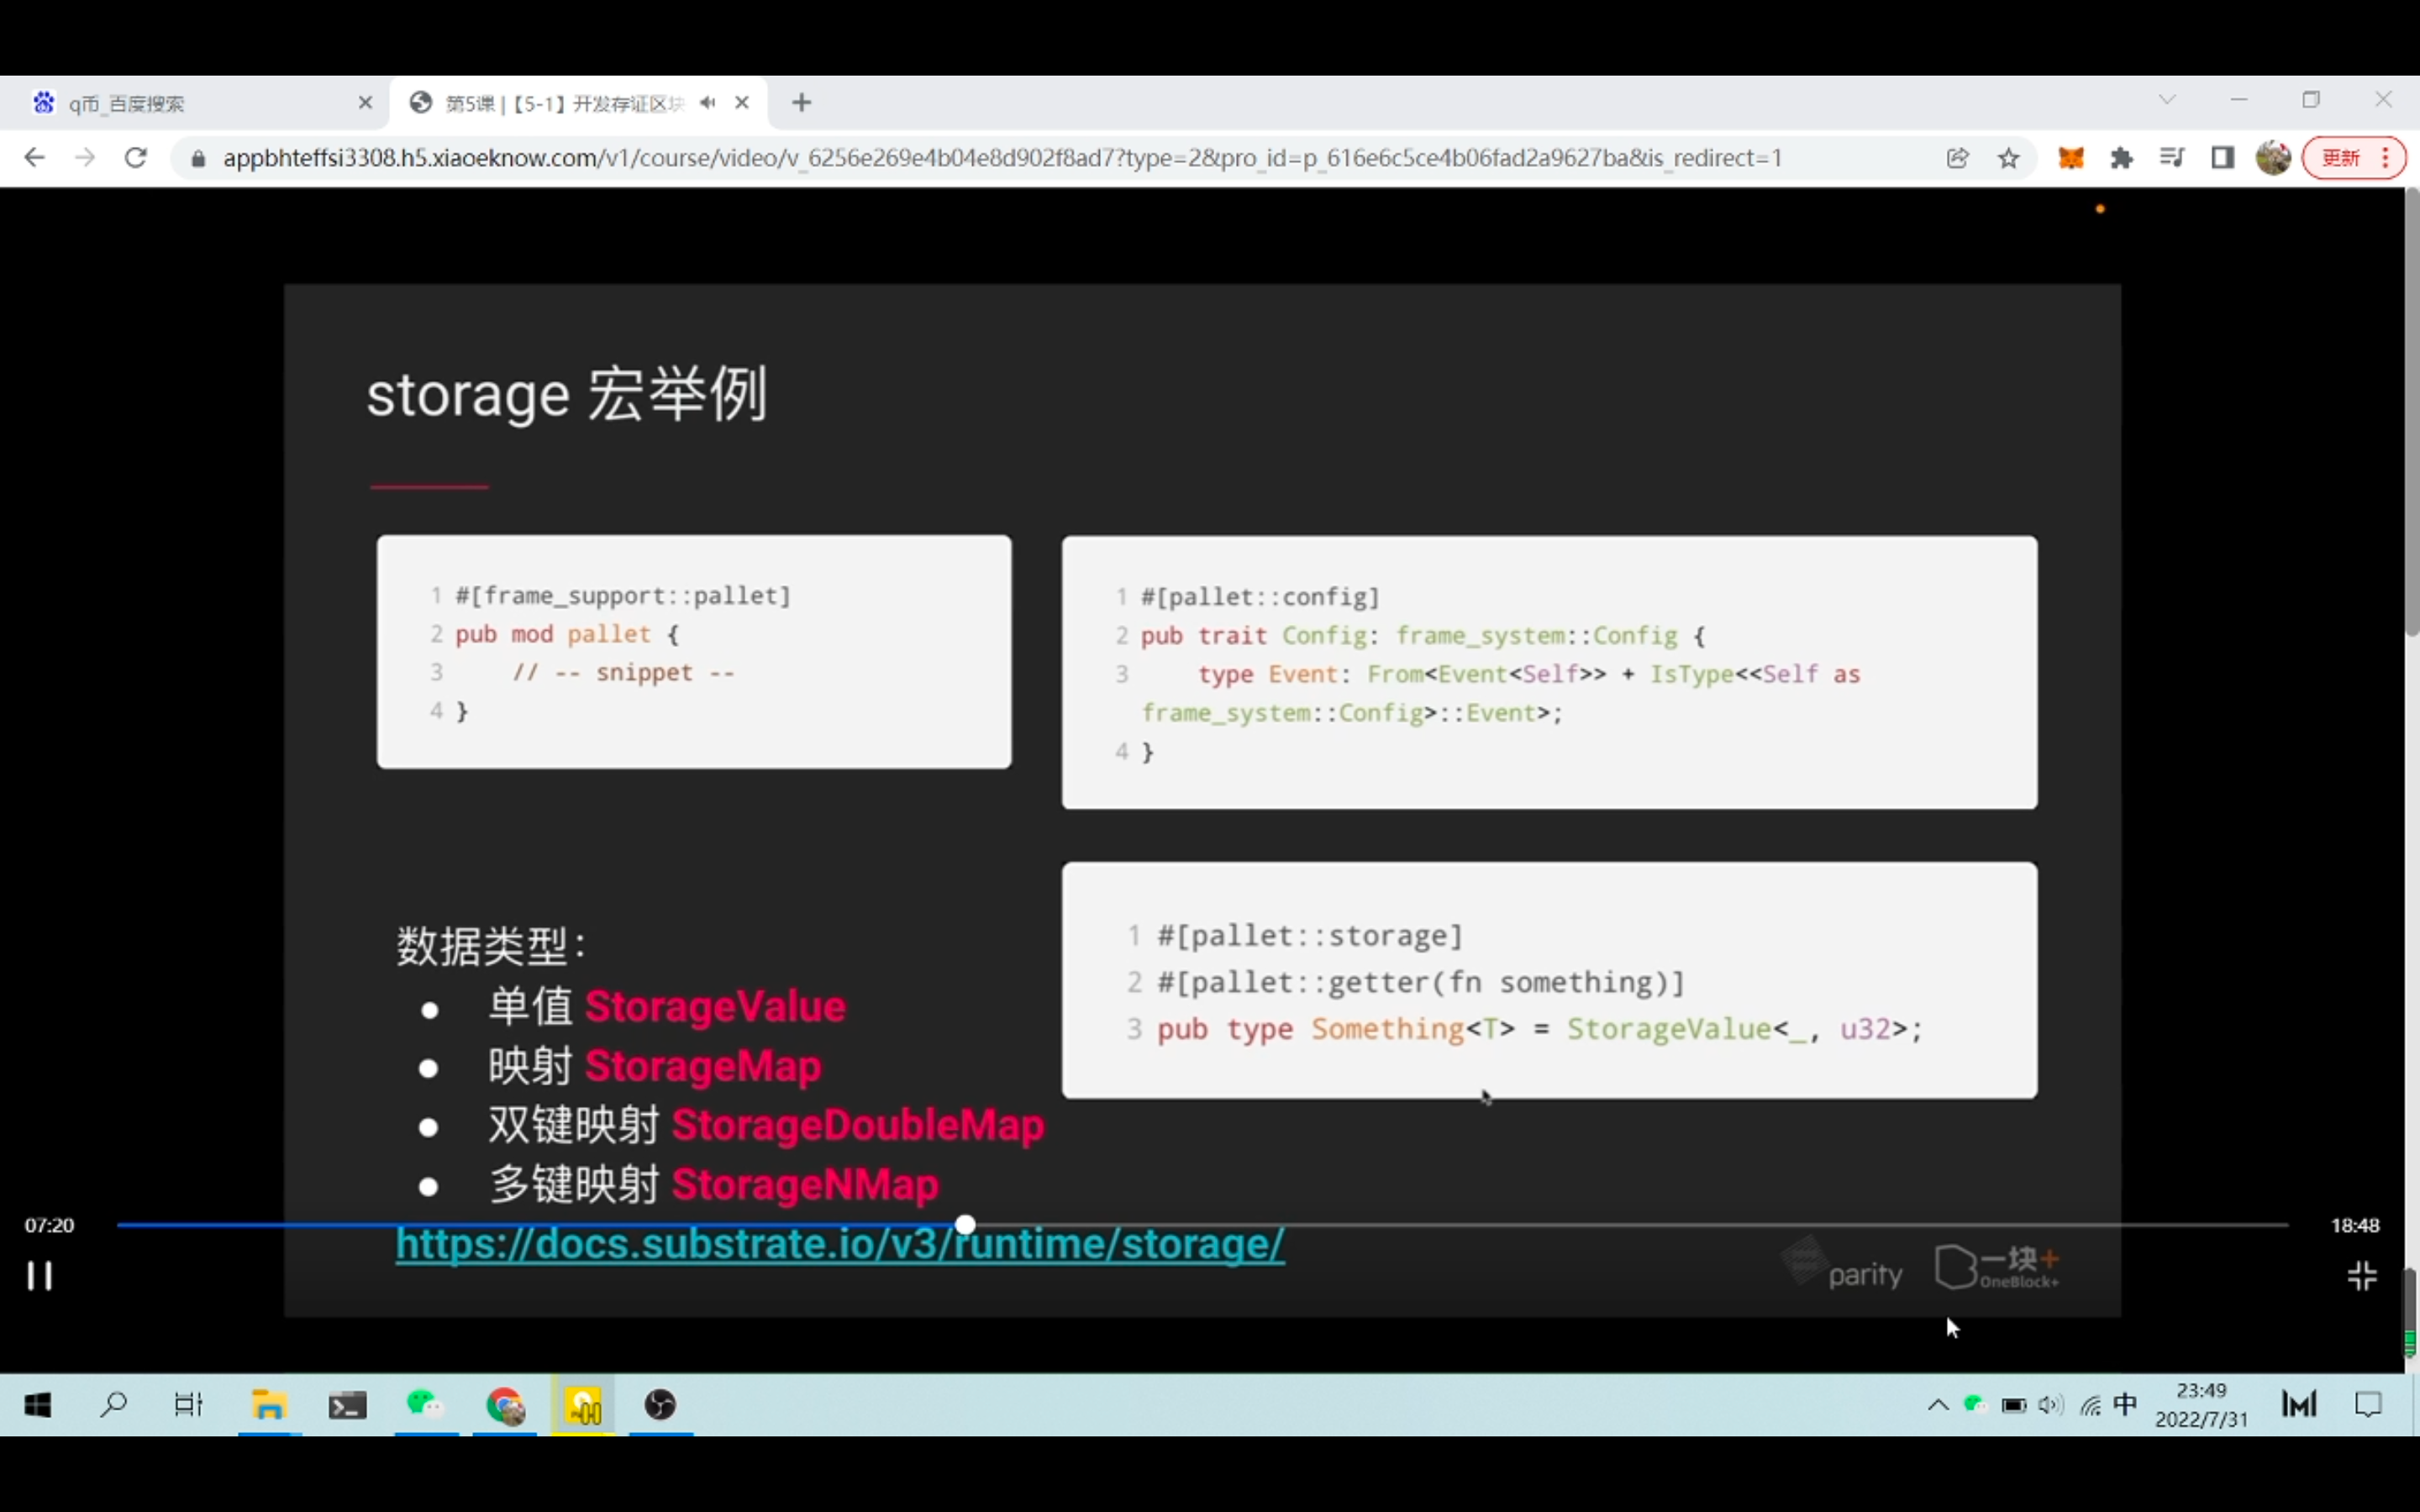 q币_百度搜索
第5课 |【5-1】开发存证区块
appbhteffsi3308.h5.xiaoeknow.com/v1/course/video/v_6256e269e4b04e8d902f8ad7?type=2&pro_id=p_616e6c5ce4b06fad2a9627ba&is_redirect=1
更新
storage 宏举例
1 #[frame_support::pallet]
2 pub mod pallet {
3 // -- snippet --
4 }
1 #[pallet::config]
2 pub trait Config: frame_system::Config {
3 type Event: From<Event<Self>> + IsType<<Self as
frame_system::Config>::Event>;
4 }
1 #[pallet::storage]
2 #[pallet::getter(fn something)]
3 pub type Something<T> = StorageValue<_, u32>;
数据类型：
● 单值 StorageValue
● 映射 StorageMap
● 双键映射 StorageDoubleMap
● 多键映射 StorageNMap
07:20
18:48
https://docs.substrate.io/v3/runtime/storage/
parity
一块+
OneBlock+
中
23:49
2022/7/31